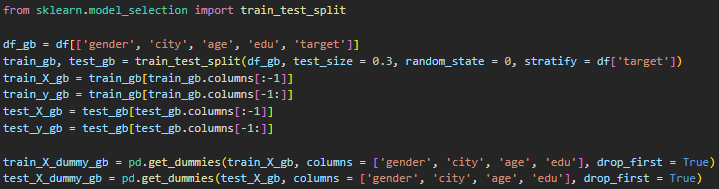 from sklearn.model_selection import train_test_split
df_gb = df[['gender', 'city', 'age', 'edu', 'target']]
train_gb, test_gb = train_test_split(df_gb, test_size = 0.3, random_state = 0, stratify = df['target'])
train_X_gb = train_gb[train_gb.columns[:-1]]
train_y_gb = train_gb[train_gb.columns[-1:]]
test_X_gb = test_gb[test_gb.columns[:-1]]
test_y_gb = test_gb[test_gb.columns[-1:]]
train_X_dummy_gb = pd.get_dummies(train_X_gb, columns = ['gender', 'city', 'age', 'edu'], drop_first = True)
test_X_dummy_gb = pd.get_dummies(test_X_gb, columns = ['gender', 'city', 'age', 'edu'], drop_first = True)